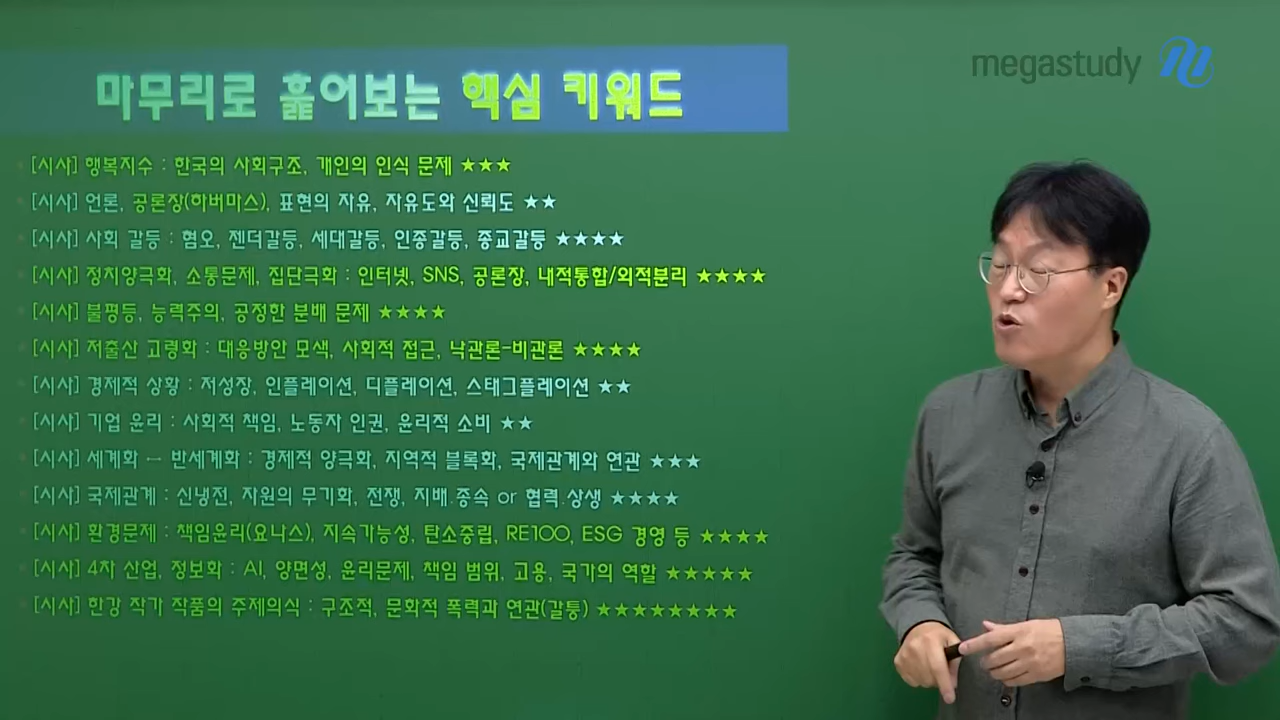 megastudy
마무리로 훑어보는 핵심 키워드
[시사] 행복지수 : 한국의 사회구조, 개인의 인식 문제 ★★★
[시사] 언론, 공론장(하버마스), 표현의 자유, 자유도와 신뢰도 ★★
[시사] 사회 갈등 : 혐오, 젠더갈등, 세대갈등, 인종갈등, 종교갈등 ★★★★
[시사] 정치양극화, 소통문제, 집단극화 : 인터넷, SNS, 공론장, 내적통합/외적분리 ★★★★
[시사] 불평등, 능력주의, 공정한 분배 문제 ★★★★
[시사] 저출산 고령화 : 대응방안 모색, 사회적 접근, 낙관론-비관론 ★★★★
[시사] 경제적 상황 : 저성장, 인플레이션, 디플레이션, 스태그플레이션 ★★
[시사] 기업 윤리 : 사회적 책임, 노동자 인권, 윤리적 소비 ★★
[시사] 세계화 ↔ 반세계화 : 경제적 양극화, 지역적 블록화, 국제관계와 연관 ★★★
[시사] 국제관계 : 신냉전, 자원의 무기화, 전쟁, 지배.종속 or 협력.상생 ★★★★
[시사] 환경문제 : 책임윤리(요나스), 지속가능성, 탄소중립, RE100, ESG 경영 등 ★★★★
[시사] 4차 산업, 정보화 : AI, 양면성, 윤리문제, 책임 범위, 고용, 국가의 역할 ★★★★★
[시사] 한강 작가 작품의 주제의식 : 구조적, 문화적 폭력과 연관(갈퉁) ★★★★★★★★